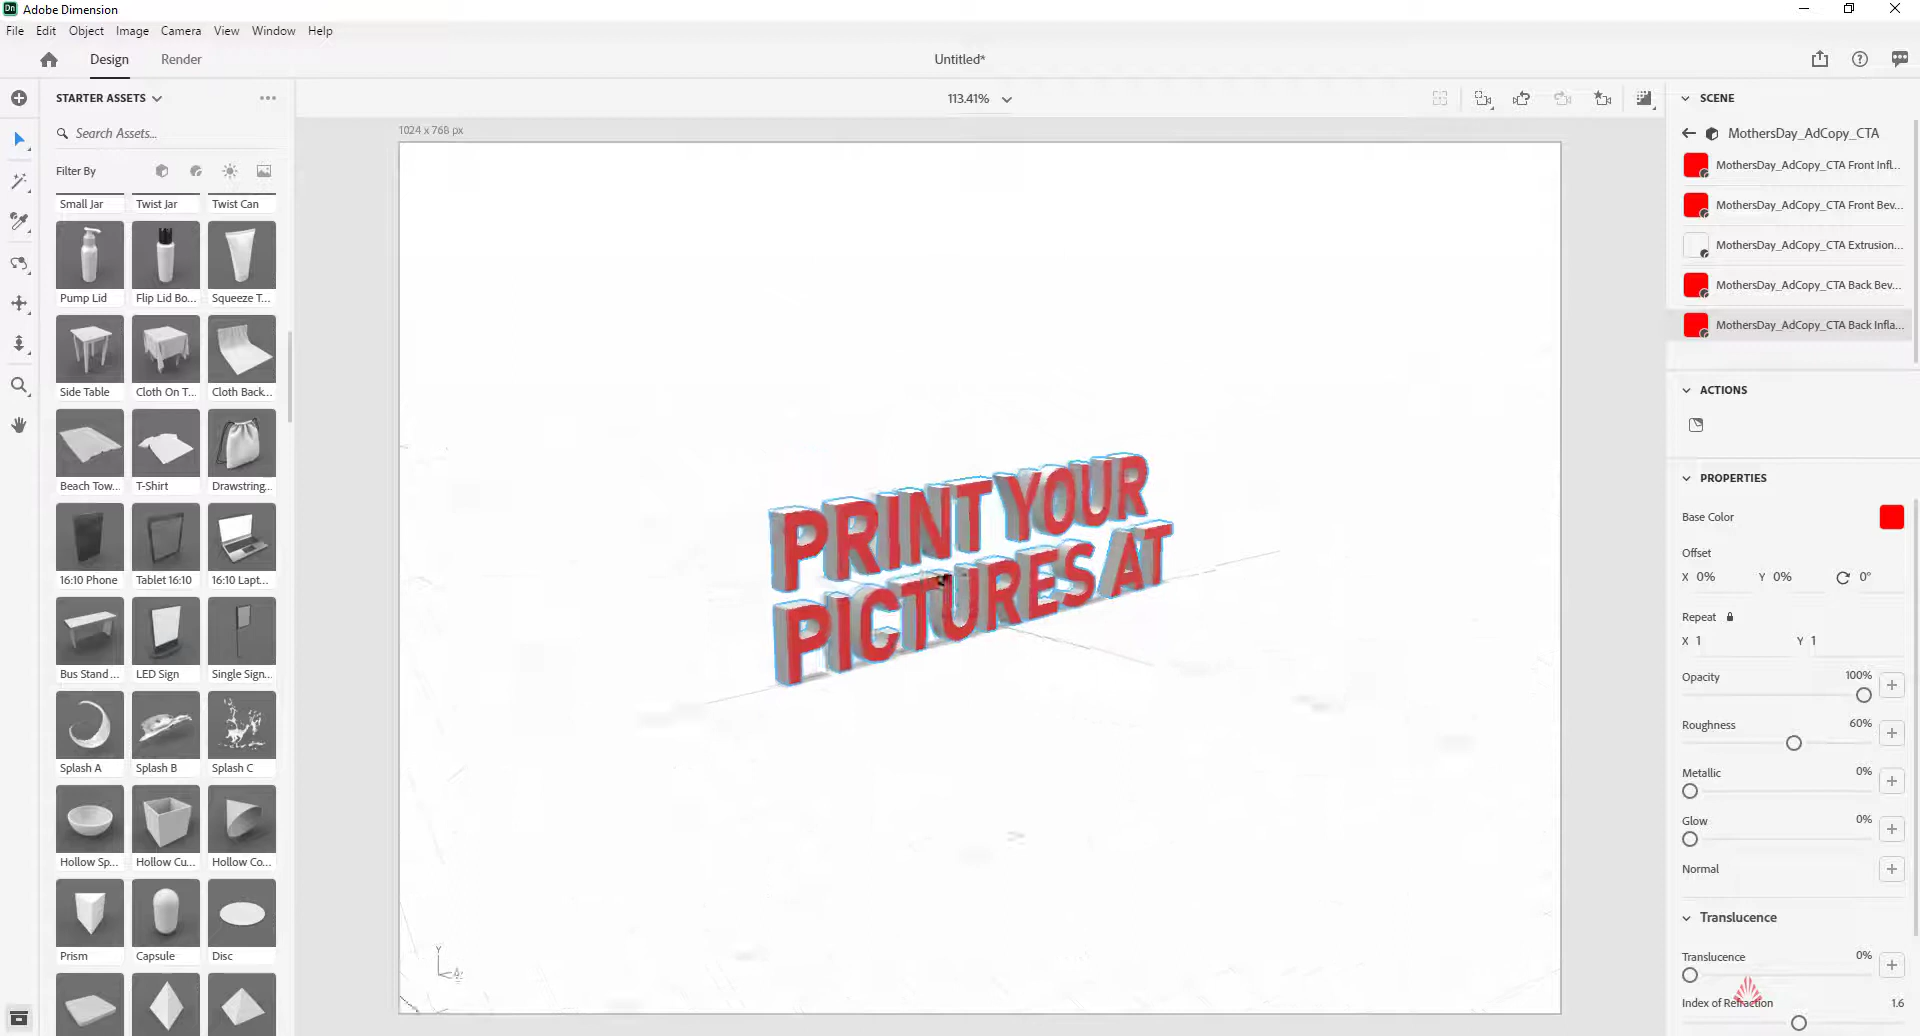 Dn Adobe Dimension
File Edit Object Image Camera View Window Help
Design Render Untitled*
STARTER ASSETS
Search Assets...
Filter By
Small Jar Twist Jar Twist Can
Pump Lid Flip Lid Bo... Squeeze T...
Side Table Cloth On T... Cloth Back...
Beach Tow... T-Shirt Drawstring...
16:10 Phone Tablet 16:10 16:10 Lapt...
Bus Stand ... LED Sign Single Sign...
Splash A Splash B Splash C
Hollow Sp... Hollow Cu... Hollow Co...
Prism Capsule Disc
113.41%
1024 x 768 px
PRINT YOUR
PICTURES AT
Y
SCENE
MothersDay_AdCopy_CTA
MothersDay_AdCopy_CTA Front Infl...
MothersDay_AdCopy_CTA Front Bev...
MothersDay_AdCopy_CTA Extrusion...
MothersDay_AdCopy_CTA Back Bev...
MothersDay_AdCopy_CTA Back Infla...
ACTIONS
PROPERTIES
Base Color
Offset
X 0% Y 0% 0°
Repeat
X 1 Y 1
Opacity 100%
Roughness 60%
Metallic 0%
Glow 0%
Normal
Translucence
Translucence 0%
Index of Refraction 1.6